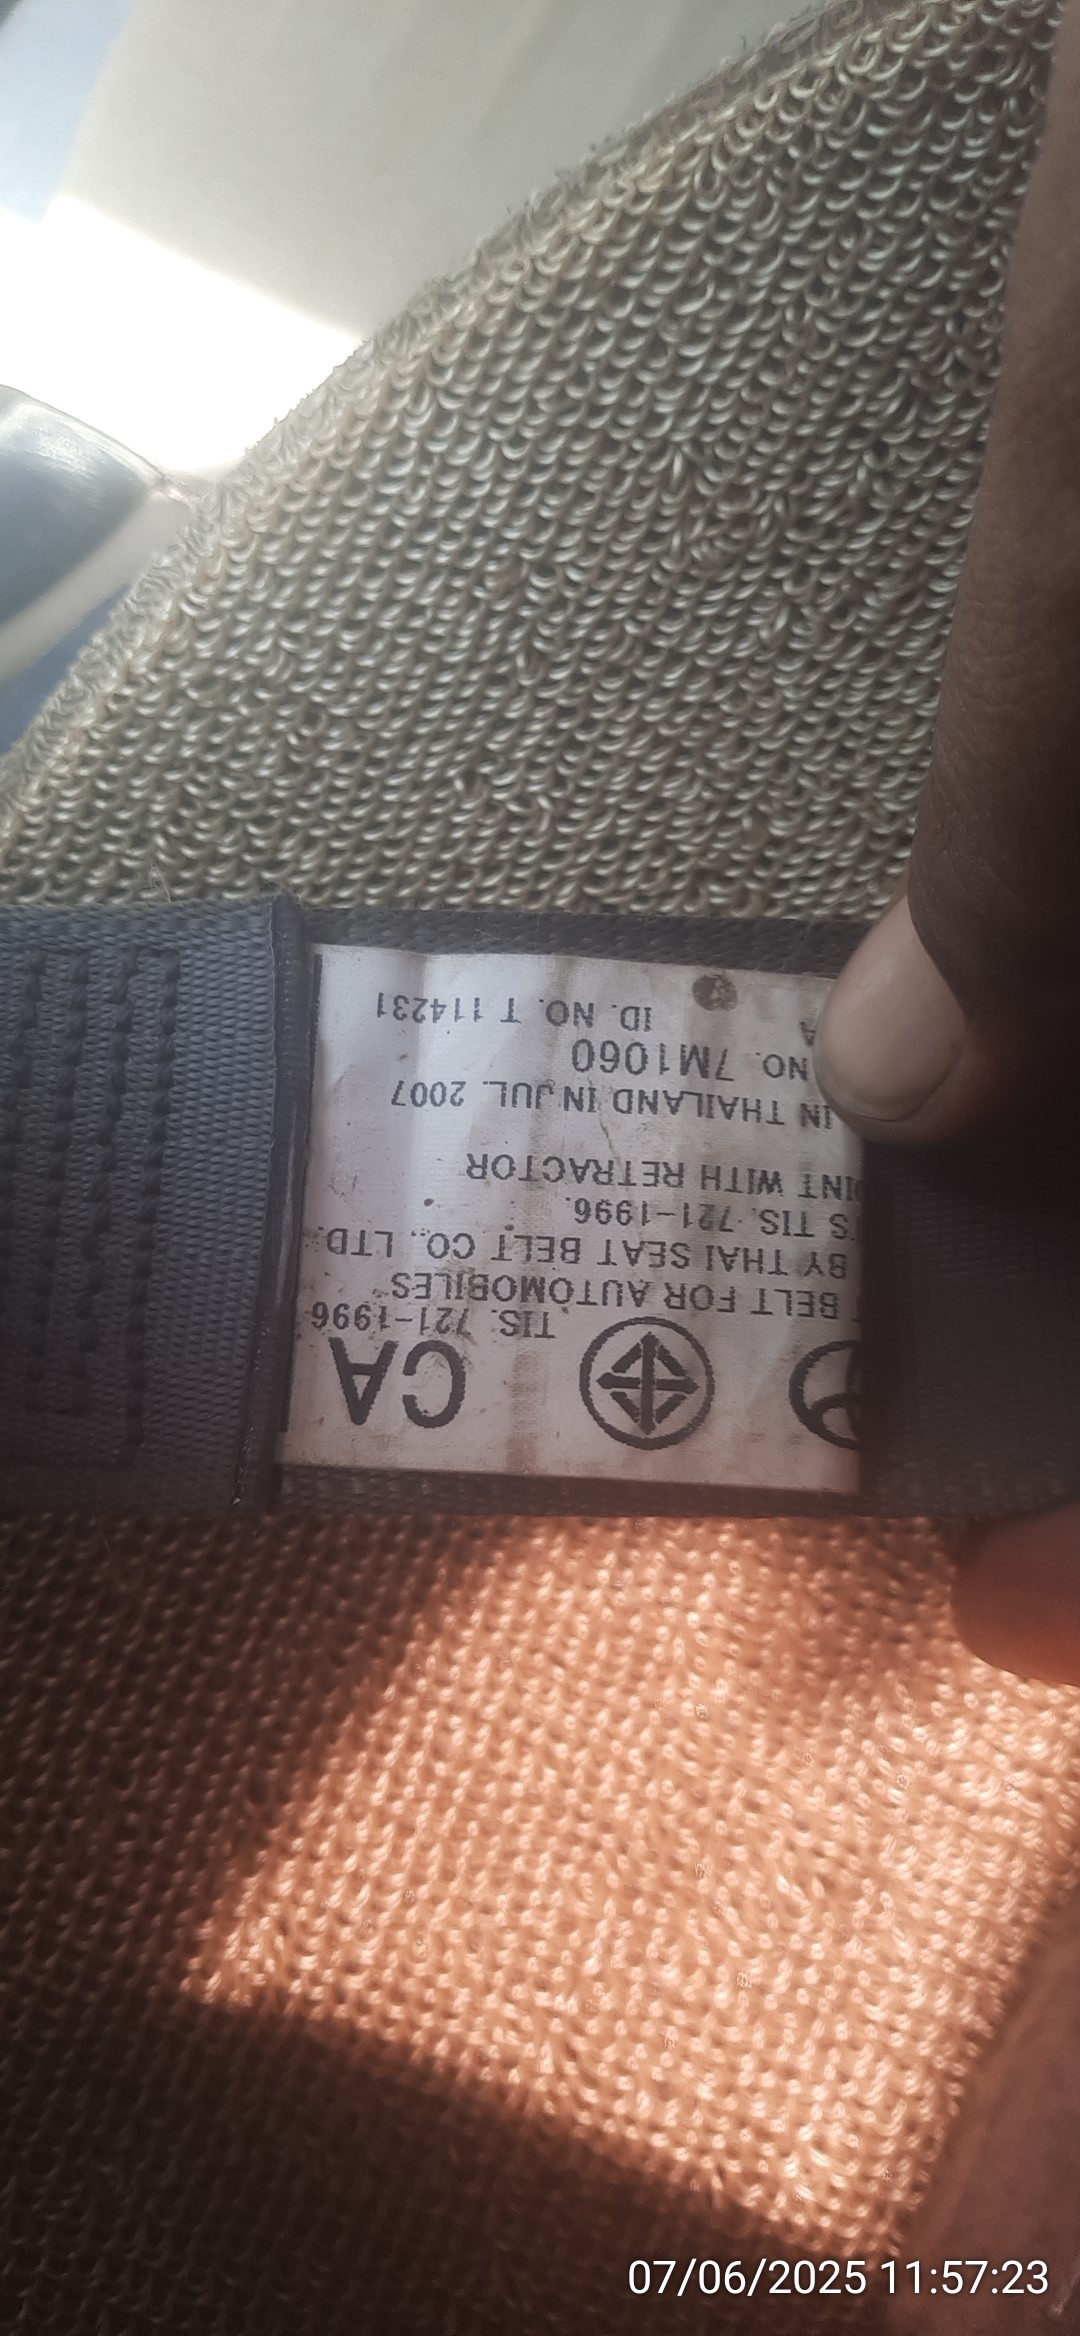 CA
TIS. 721-1996
BELT FOR AUTOMOBILES
BY THAI SEAT BELT CO., LTD.
S TIS. 721-1996.
INT WITH RETRACTOR
IN THAILAND IN JUL. 2007
NO. 7M1060
A ID. NO. T 114231
07/06/2025 11:57:23